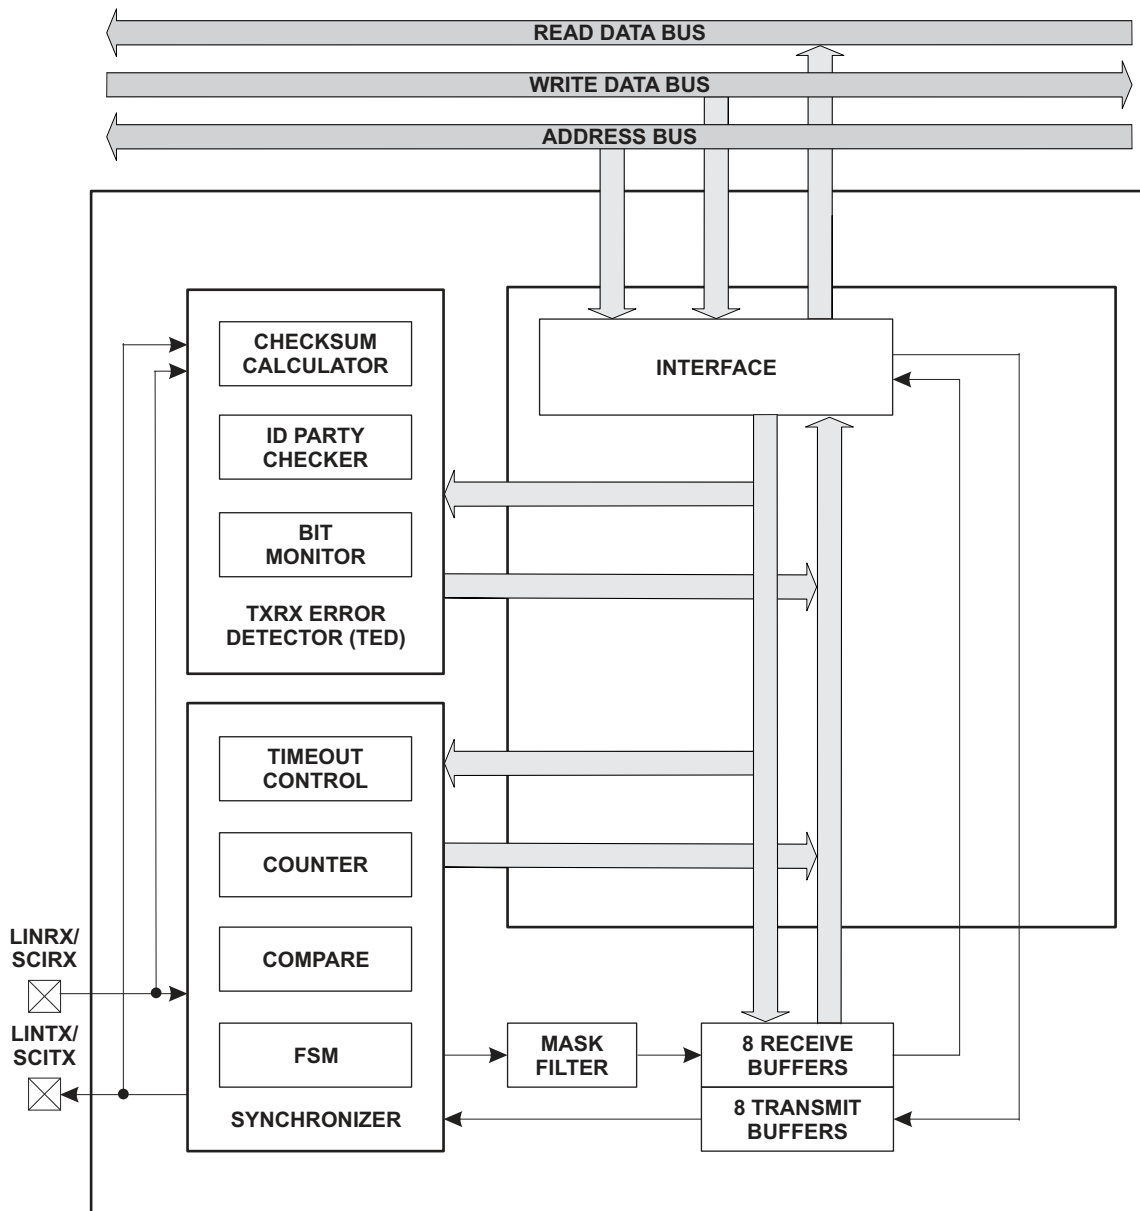 READ DATA BUS
WRITE DATA BUS
ADDRESS BUS
CHECKSUM
CALCULATOR
INTERFACE
ID PARTY
CHECKER
BIT
MONITOR
TXRX ERROR
DETECTOR (TED)
TIMEOUT
CONTROL
COUNTER
COMPARE
LINRX/
SCIRX
LINTX/
SCITX
FSM
SYNCHRONIZER
MASK
FILTER
8 RECEIVE
BUFFERS
8 TRANSMIT
BUFFERS